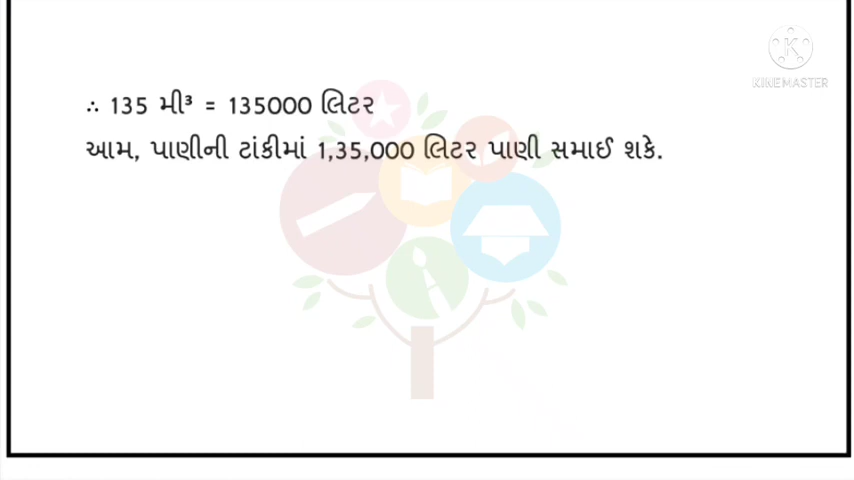 KINEMASTER
∴ 135 મી³ = 135000 લિટર
આમ, પાણીની ટાંકીમાં 1,35,000 લિટર પાણી સમાઈ શકે.